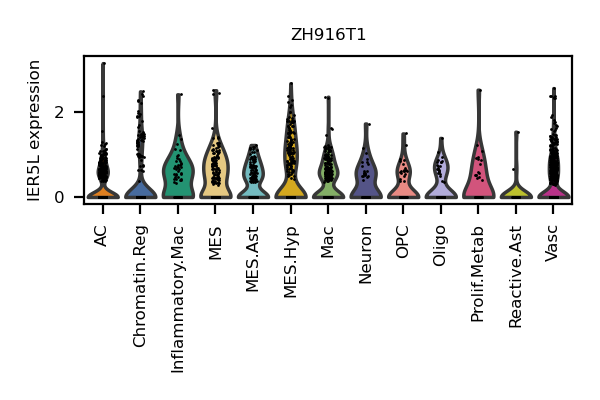 ZH916T1
IER5L expression
2
0
AC
Chromatin.Reg
Inflammatory.Mac
MES
MES.Ast
MES.Hyp
Mac
Neuron
OPC
Oligo
Prolif.Metab
Reactive.Ast
Vasc